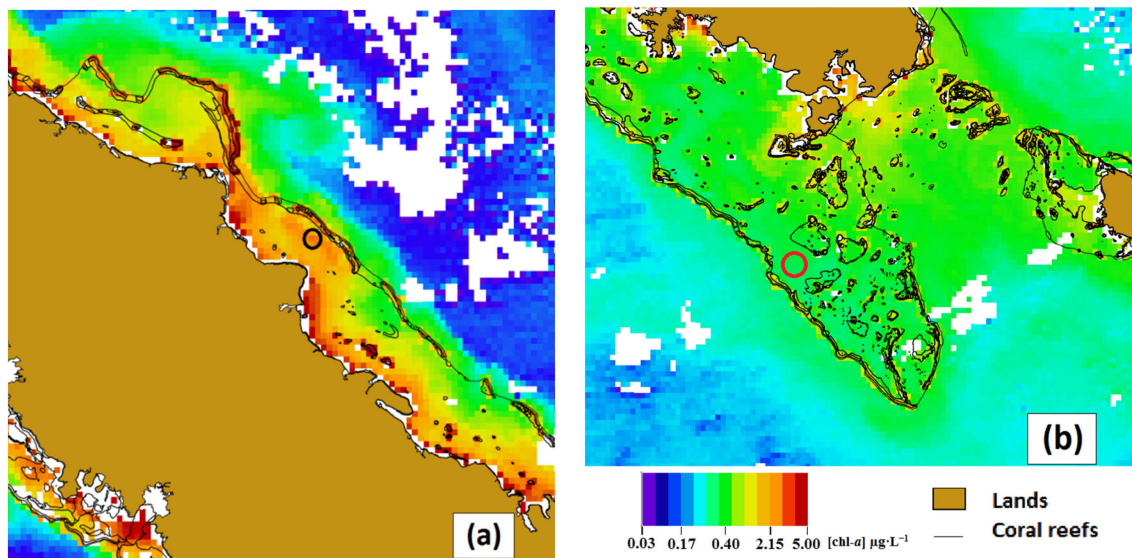 (a)
(b)
0.03 0.17 0.40 2.15 5.00 [chl-a] µg·L⁻¹
Lands
Coral reefs